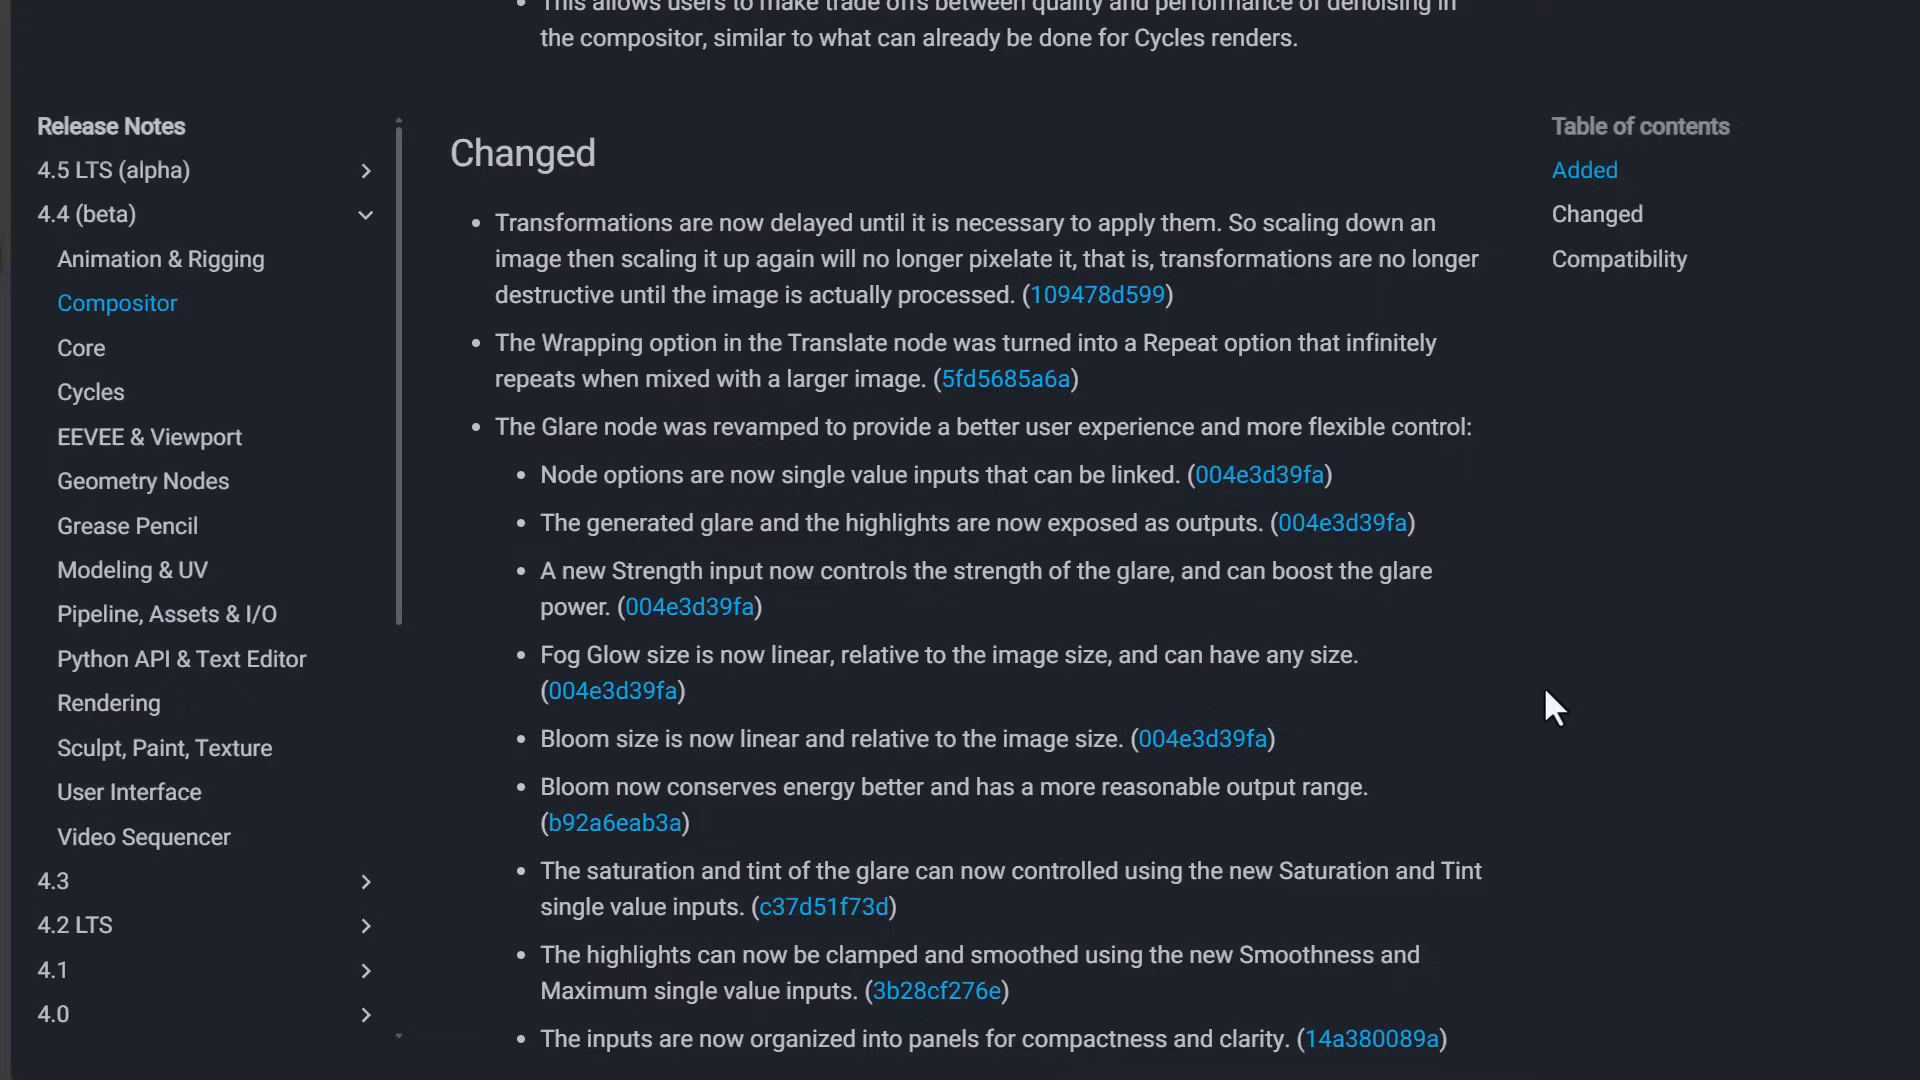 This allows users to make trade offs between quality and performance of denoising in
the compositor, similar to what can already be done for Cycles renders.
Release Notes
4.5 LTS (alpha)
4.4 (beta)
Animation & Rigging
Compositor
Core
Cycles
EEVEE & Viewport
Geometry Nodes
Grease Pencil
Modeling & UV
Pipeline, Assets & I/O
Python API & Text Editor
Rendering
Sculpt, Paint, Texture
User Interface
Video Sequencer
4.3
4.2 LTS
4.1
4.0
Changed
Transformations are now delayed until it is necessary to apply them. So scaling down an
image then scaling it up again will no longer pixelate it, that is, transformations are no longer
destructive until the image is actually processed. (109478d599)
The Wrapping option in the Translate node was turned into a Repeat option that infinitely
repeats when mixed with a larger image. (5fd5685a6a)
The Glare node was revamped to provide a better user experience and more flexible control:
Node options are now single value inputs that can be linked. (004e3d39fa)
The generated glare and the highlights are now exposed as outputs. (004e3d39fa)
A new Strength input now controls the strength of the glare, and can boost the glare
power. (004e3d39fa)
Fog Glow size is now linear, relative to the image size, and can have any size.
(004e3d39fa)
Bloom size is now linear and relative to the image size. (004e3d39fa)
Bloom now conserves energy better and has a more reasonable output range.
(b92a6eab3a)
The saturation and tint of the glare can now controlled using the new Saturation and Tint
single value inputs. (c37d51f73d)
The highlights can now be clamped and smoothed using the new Smoothness and
Maximum single value inputs. (3b28cf276e)
The inputs are now organized into panels for compactness and clarity. (14a380089a)
Table of contents
Added
Changed
Compatibility